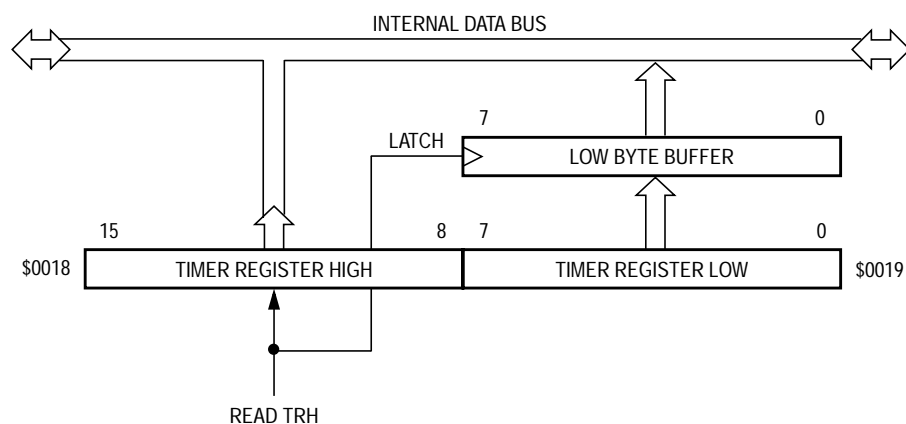 INTERNAL DATA BUS
7 0
LATCH
LOW BYTE BUFFER
15 8 7 0
$0018 TIMER REGISTER HIGH TIMER REGISTER LOW $0019
READ TRH